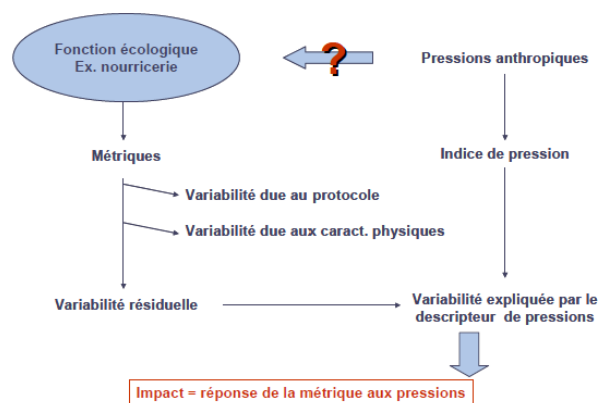 Fonction écologique
Ex. nourricerie
?
Pressions anthropiques
Métriques
Indice de pression
Variabilité due au protocole
Variabilité due aux caract. physiques
Variabilité résiduelle
Variabilité expliquée par le
descripteur de pressions
Impact = réponse de la métrique aux pressions